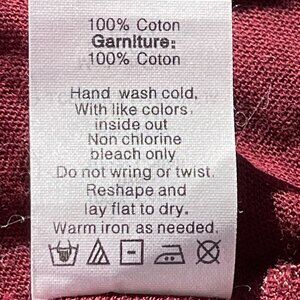 100% Coton
Garniture:
100% Coton
Hand wash cold.
With like colors
inside out
Non chlorine
bleach only
Do not wring or twist.
Reshape and
lay flat to dry.
Warm iron as needed.